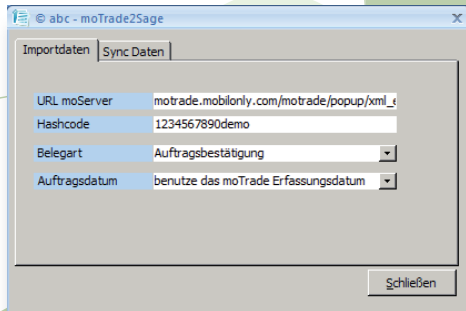 © abc - moTrade2Sage
Importdaten Sync Daten
URL moServer motrade.mobilonly.com/motrade/popup/xml_e
Hashcode 1234567890demo
Belegart Auftragsbestätigung
Auftragsdatum benutze das moTrade Erfassungsdatum
Schließen